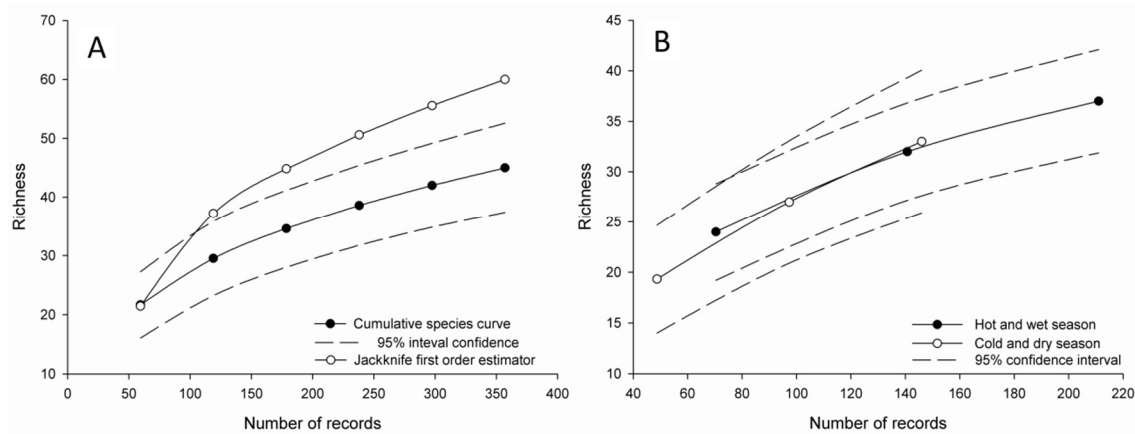 A
Richness
70
60
50
40
30
20
10
0 50 100 150 200 250 300 350 400
Number of records
Cumulative species curve
95% inteval confidence
Jackknife first order estimator
B
Richness
45
40
35
30
25
20
15
10
40 60 80 100 120 140 160 180 200 220
Number of records
Hot and wet season
Cold and dry season
95% confidence interval